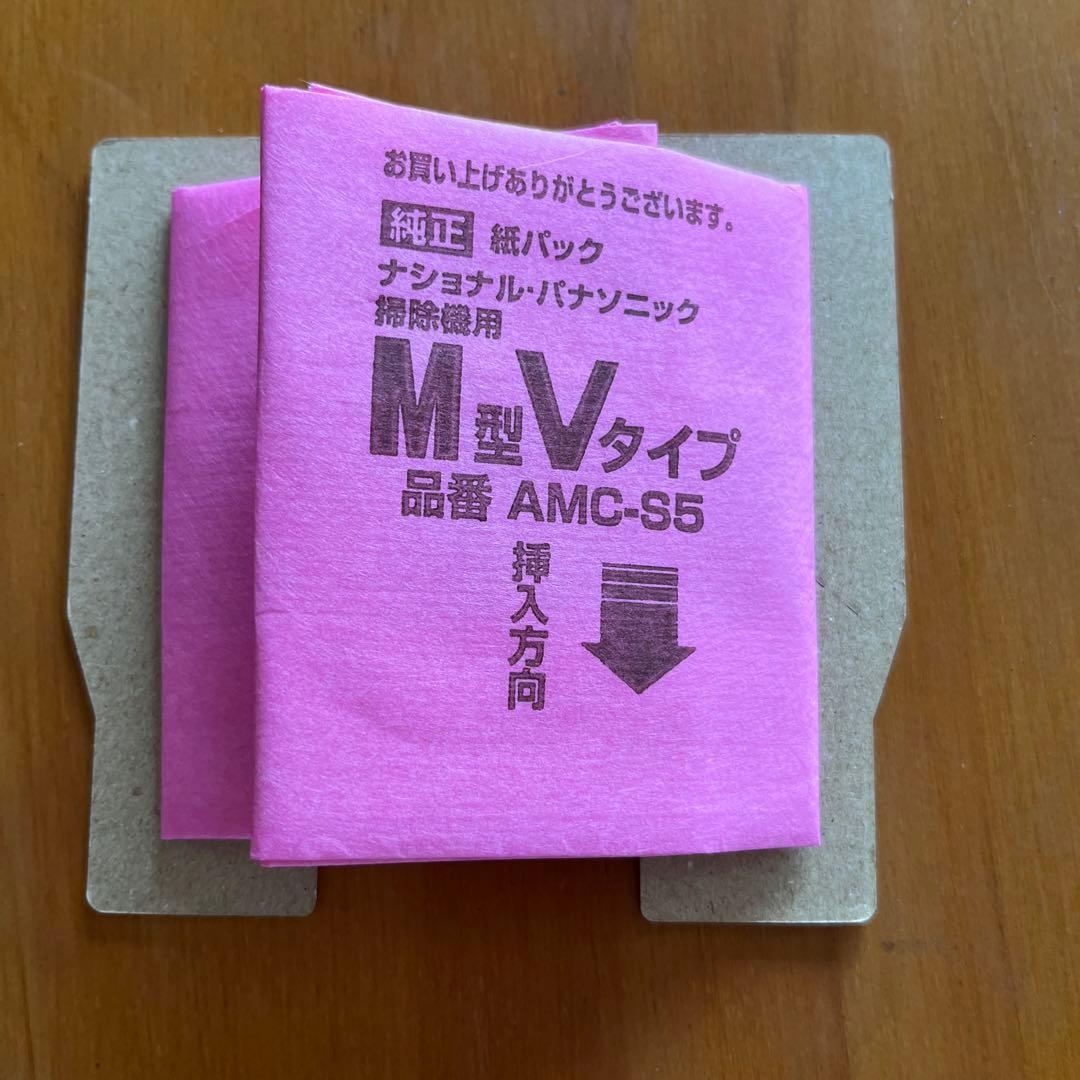 お買い上げありがとうございます。
純正 紙パック
ナショナル・パナソニック
掃除機用
M型Vタイプ
品番 AMC-S5
挿入方向